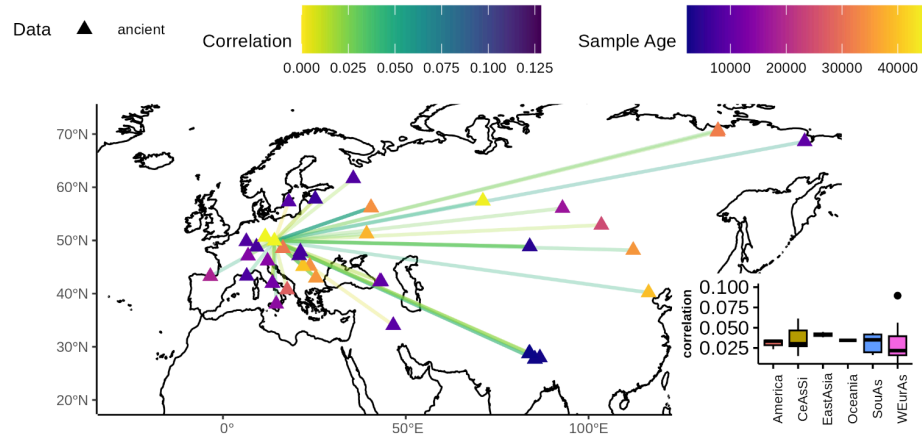 Data ancient
Correlation
0.000 0.025 0.050 0.075 0.100 0.125
Sample Age
10000 20000 30000 40000
70°N
60°N
50°N
40°N
30°N
20°N
0° 50°E 100°E
correlation
0.100
0.050
0.025
America
CeAsSi
EastAsia
Oceania
SouAs
WEurAs